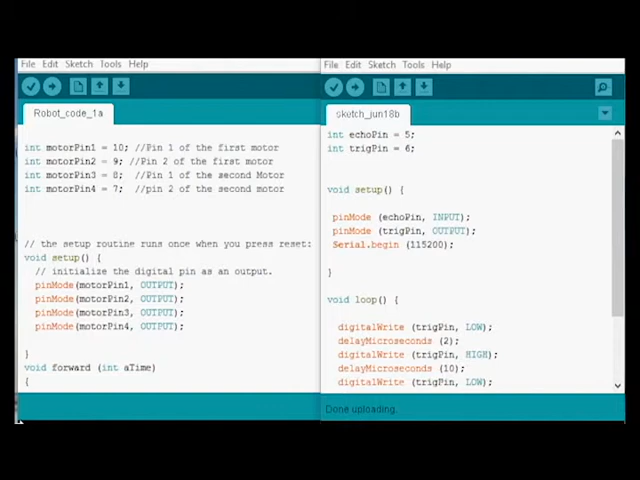 File Edit Sketch Tools Help
Robot_code_1a
int motorPin1 = 10; //Pin 1 of the first motor
int motorPin2 = 9; //Pin 2 of the first motor
int motorPin3 = 8; //Pin 1 of the second Motor
int motorPin4 = 7; //pin 2 of the second motor
// the setup routine runs once when you press reset:
void setup() {
// initialize the digital pin as an output.
pinMode(motorPin1, OUTPUT);
pinMode(motorPin2, OUTPUT);
pinMode(motorPin3, OUTPUT);
pinMode(motorPin4, OUTPUT);
}
void forward (int aTime)
{
File Edit Sketch Tools Help
sketch_jun18b
int echoPin = 5;
int trigPin = 6;
void setup() {
pinMode (echoPin, INPUT);
pinMode (trigPin, OUTPUT);
Serial.begin (115200);
}
void loop() {
digitalWrite (trigPin, LOW);
delayMicroseconds (2);
digitalWrite (trigPin, HIGH);
delayMicroseconds (10);
digitalWrite (trigPin, LOW);
Done uploading.